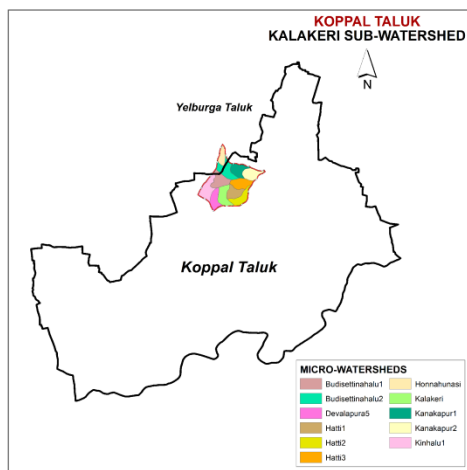 KOPPAL TALUK
KALAKERI SUB-WATERSHED
N
Yelburga Taluk
Koppal Taluk
MICRO-WATERSHEDS
Budisettinahalu1
Budisettinahalu2
Devalapura5
Hatti1
Hatti2
Hatti3
Honnahunasi
Kalakeri
Kanakapur1
Kanakapur2
Kinhalu1